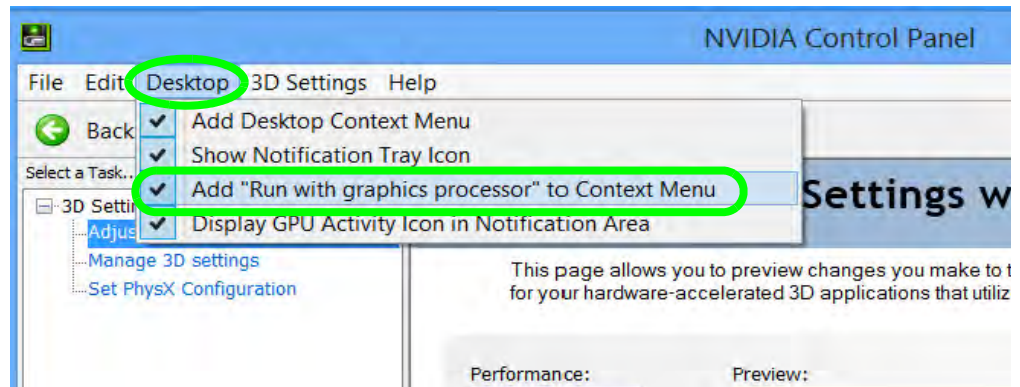 NVIDIA Control Panel
File Edit Desktop 3D Settings Help
Back
Add Desktop Context Menu
Show Notification Tray Icon
Add "Run with graphics processor" to Context Menu
Display GPU Activity Icon in Notification Area
Select a Task...
3D Settin
Adjus
Manage 3D settings
Set PhysX Configuration
Settings w
This page allows you to preview changes you make to t
for your hardware-accelerated 3D applications that utiliz
Performance: Preview: